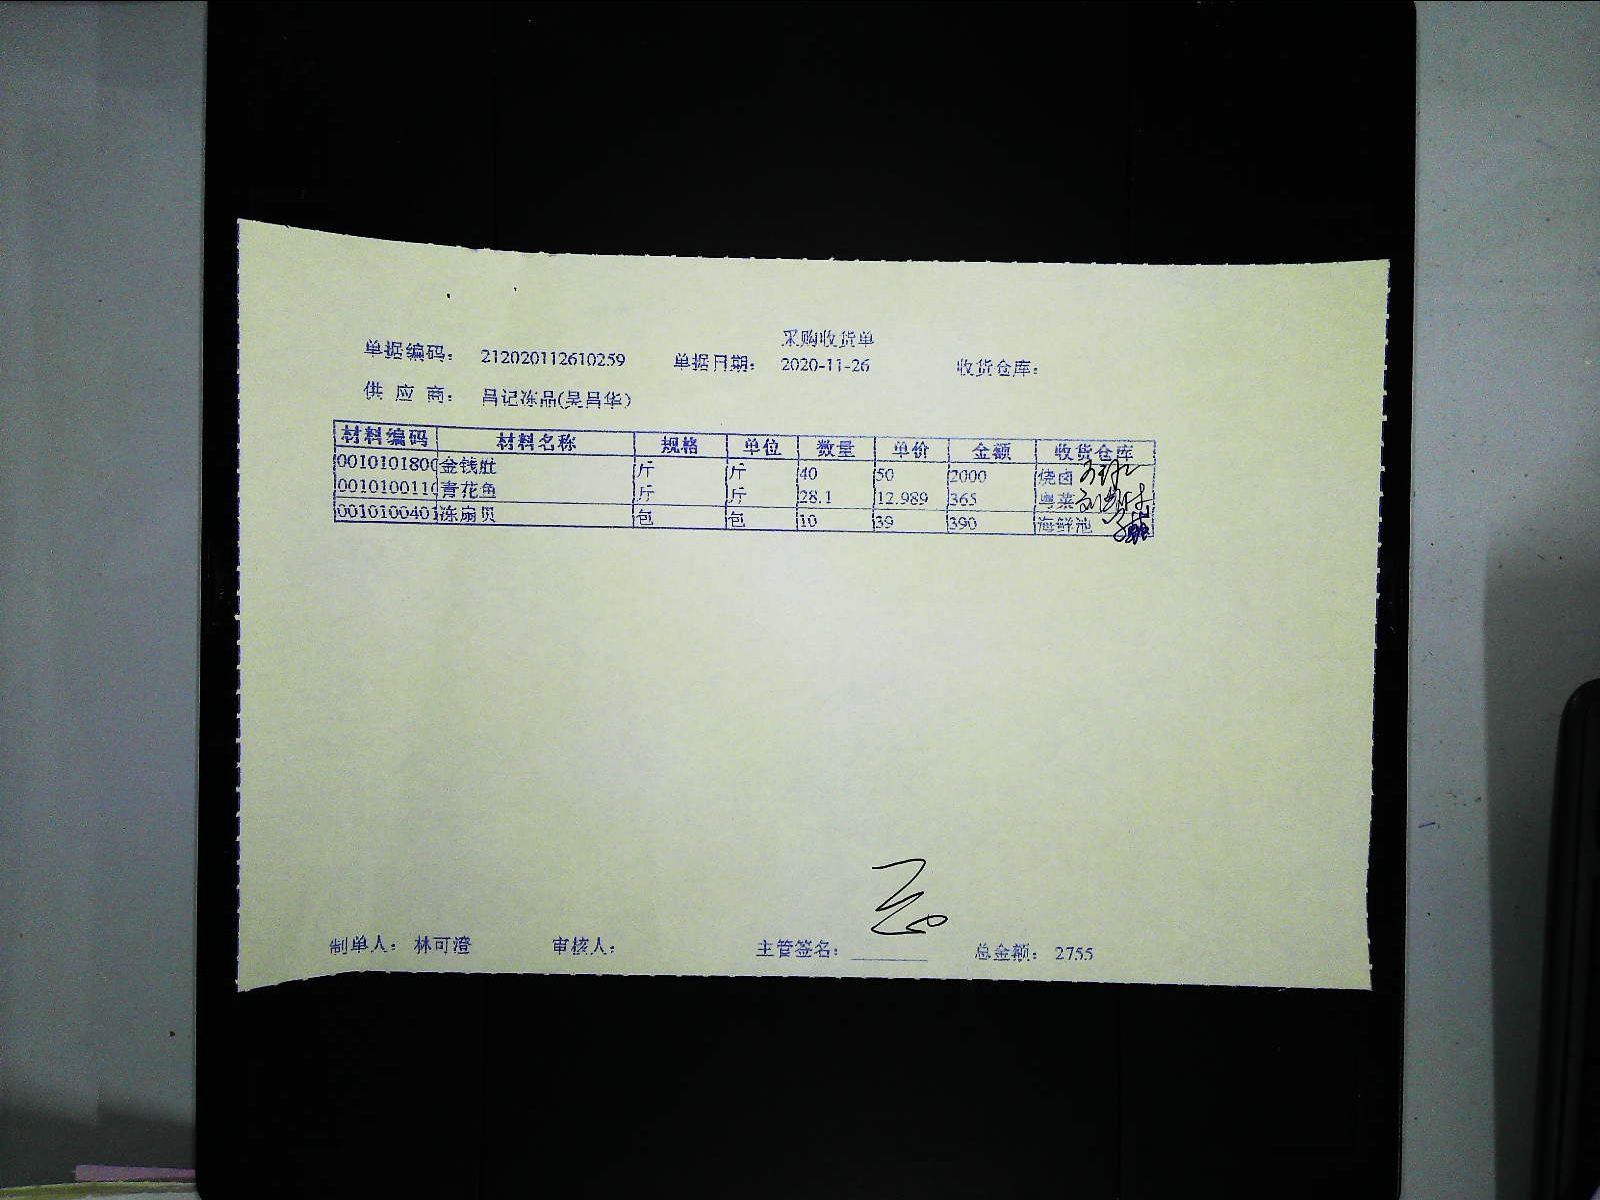 采购收货单
单据编码： 212020112610259 单据日期： 2020-11-26 收货仓库：
供 应 商： 吕记冻品(吴昌华)
材料编码 材料名称 规格 单位 数量 单价 金额 收货仓库
0010101800 金钱肚 斤 斤 40 50 2000 烧卤
0010100110 青花鱼 斤 斤 28.1 12.989 365 粤菜
0010100401 冻扇贝 包 包 10 39 390 海鲜池
制单人： 林可澄 审核人： 主管签名： 总金额： 2755